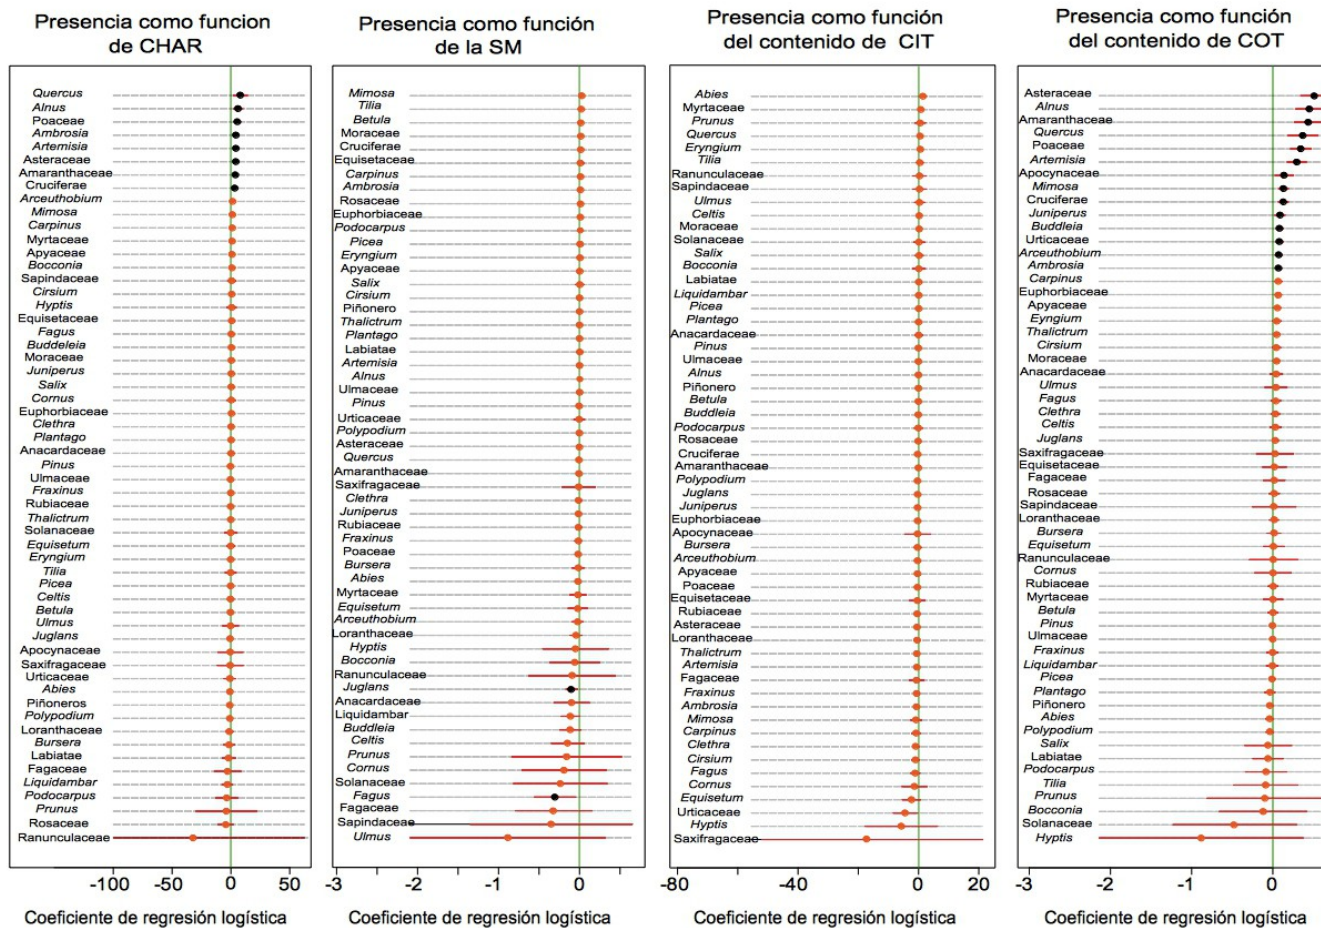 Presencia como funcion
de CHAR
Quercus
Alnus
Poaceae
Ambrosia
Artemisia
Asteraceae
Amaranthaceae
Cruciferae
Arceuthobium
Mimosa
Carpinus
Myrtaceae
Apyaceae
Bocconia
Sapindaceae
Cirsium
Hyptis
Equisetaceae
Fagus
Buddeleia
Moraceae
Juniperus
Salix
Cornus
Euphorbiaceae
Clethra
Plantago
Anacardaceae
Pinus
Ulmaceae
Fraxinus
Rubiaceae
Thalictrum
Solanaceae
Equisetum
Eryngium
Tilia
Picea
Celtis
Betula
Ulmus
Juglans
Apocynaceae
Saxifragaceae
Urticaceae
Abies
Piñoneros
Polypodium
Loranthaceae
Bursera
Labiatae
Fagaceae
Liquidambar
Podocarpus
Prunus
Rosaceae
Ranunculaceae
-100 0 50
Coeficiente de regresión logística
Presencia como función
de la SM
Mimosa
Tilia
Betula
Moraceae
Cruciferae
Equisetaceae
Carpinus
Ambrosia
Rosaceae
Euphorbiaceae
Podocarpus
Picea
Eryngium
Apyaceae
Salix
Cirsium
Piñonero
Thalictrum
Plantago
Labiatae
Artemisia
Alnus
Ulmaceae
Pinus
Urticaceae
Polypodium
Asteraceae
Quercus
Amaranthaceae
Saxifragaceae
Clethra
Juniperus
Rubiaceae
Fraxinus
Poaceae
Bursera
Abies
Myrtaceae
Equisetum
Arceuthobium
Loranthaceae
Hyptis
Bocconia
Ranunculaceae
Juglans
Anacardaceae
Liquidambar
Buddleia
Celtis
Prunus
Cornus
Solanaceae
Fagus
Fagaceae
Sapindaceae
Ulmus
-3 -2 -1 0
Coeficiente de regresión logística
Presencia como función
del contenido de CIT
Abies
Myrtaceae
Prunus
Quercus
Eryngium
Tilia
Ranunculaceae
Sapindaceae
Ulmus
Celtis
Moraceae
Solanaceae
Salix
Bocconia
Labiatae
Liquidambar
Picea
Plantago
Anacardaceae
Pinus
Ulmaceae
Alnus
Piñonero
Betula
Buddleia
Podocarpus
Rosaceae
Cruciferae
Amaranthaceae
Polypodium
Juglans
Juniperus
Euphorbiaceae
Apocynaceae
Bursera
Arceuthobium
Apyaceae
Poaceae
Equisetaceae
Rubiaceae
Asteraceae
Loranthaceae
Thalictrum
Artemisia
Fagaceae
Fraxinus
Ambrosia
Mimosa
Carpinus
Clethra
Cirsium
Fagus
Cornus
Equisetum
Urticaceae
Hyptis
Saxifragaceae
-80 -40 0 20
Coeficiente de regresión logística
Presencia como función
del contenido de COT
Asteraceae
Alnus
Amaranthaceae
Quercus
Poaceae
Artemisia
Apocynaceae
Mimosa
Cruciferae
Juniperus
Buddleia
Urticaceae
Arceuthobium
Ambrosia
Carpinus
Euphorbiaceae
Apyaceae
Eyngium
Thalictrum
Cirsium
Moraceae
Anacardaceae
Ulmus
Fagus
Clethra
Celtis
Juglans
Saxifragaceae
Equisetaceae
Fagaceae
Rosaceae
Sapindaceae
Loranthaceae
Bursera
Equisetum
Ranunculaceae
Cornus
Rubiaceae
Myrtaceae
Betula
Pinus
Ulmaceae
Fraxinus
Liquidambar
Picea
Plantago
Piñonero
Abies
Polypodium
Salix
Labiatae
Podocarpus
Tilia
Prunus
Bocconia
Solanaceae
Hyptis
-3 -1 0
Coeficiente de regresión logística